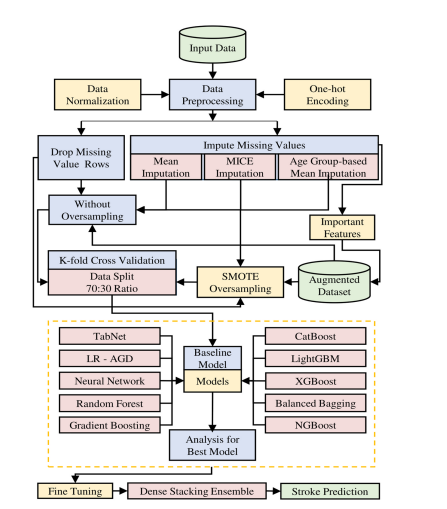 Input Data
Data
Normalization
Data
Preprocessing
One-hot
Encoding
Drop Missing
Value Rows
Impute Missing Values
Mean
Imputation
MICE
Imputation
Age Group-based
Mean Imputation
Without
Oversampling
Important
Features
K-fold Cross Validation
Data Split
70:30 Ratio
SMOTE
Oversampling
Augmented
Dataset
TabNet
LR - AGD
Neural Network
Random Forest
Gradient Boosting
Baseline
Model
Models
CatBoost
LightGBM
XGBoost
Balanced Bagging
NGBoost
Analysis for
Best Model
Fine Tuning
Dense Stacking Ensemble
Stroke Prediction